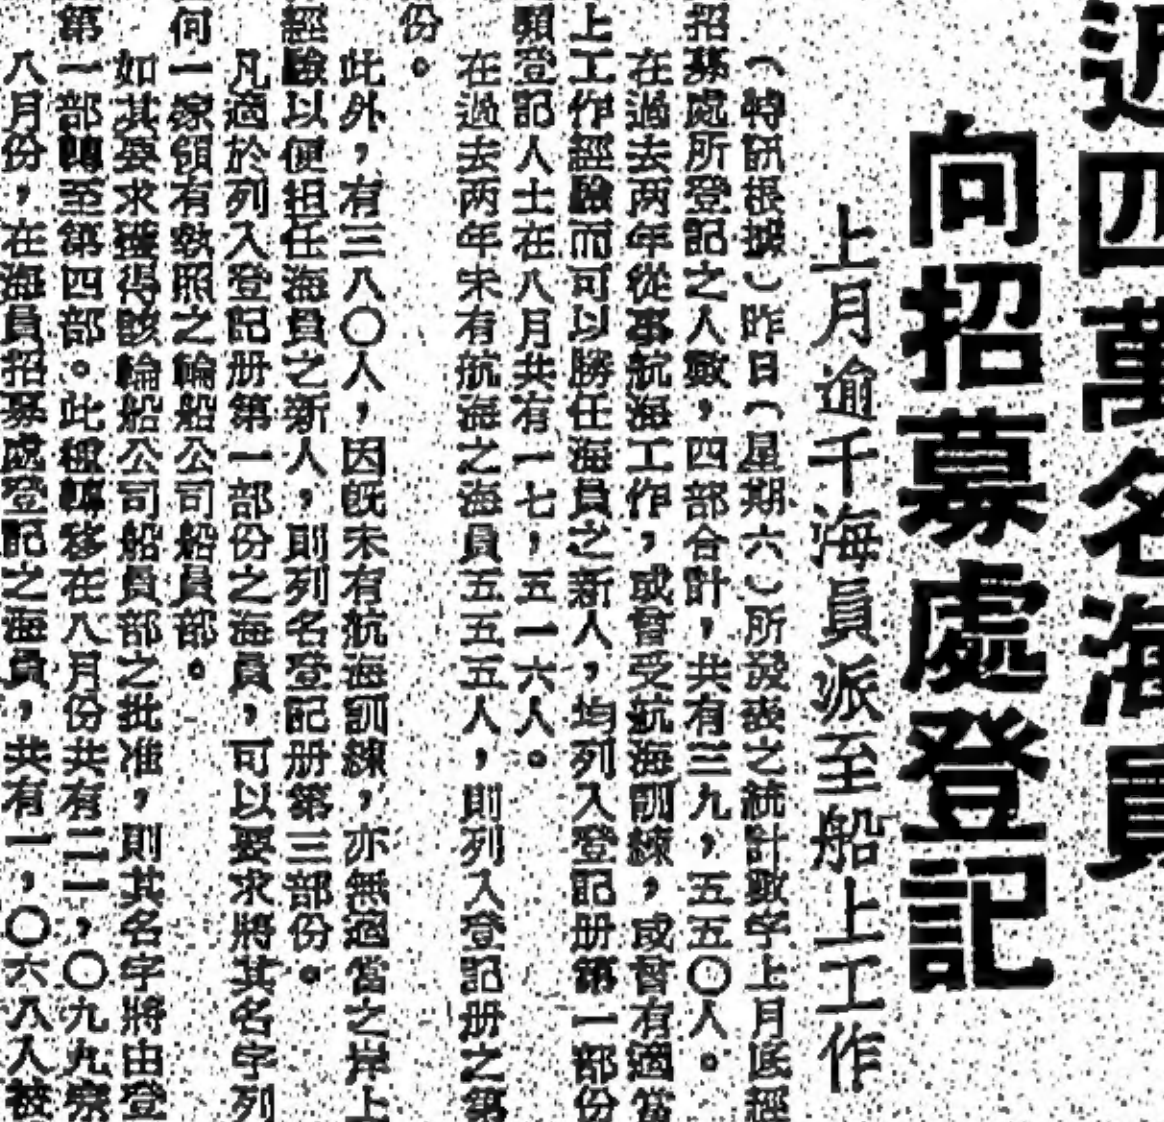 近四萬名海員
向招募處登記
上月逾千海員派至船上工作
（特訊根據）昨日（星期六）所發表之統計數字上月底經
招募處所登記之人數，四部合計，共有三九，五五〇人。
在過去两年從事航海工作，或曾受航海訓練，或曾有適當
上工作經驗而可以勝任海員之新人，均列入登記册第一部份
類登記人士在八月共有一七，五一六人。
在過去两年未有航海之海員五五五人，則列入登記册之第
份。
此外，有三八〇人，因既未有航海訓練，亦無適當之岸上
經驗以便担任海員之新人，則列名登記册第三部份。
凡適於列入登記册第一部份之海員，可以要求將其名字列
何一家領有執照之輪船公司船員部。
如其要求獲得該輪船公司船員部之批准，則其名字將由登
第一部轉至第四部。此種轉移在八月份共有二一，〇九九宗
八月份，在海員招募處登記之海員，共有一，〇六八人被